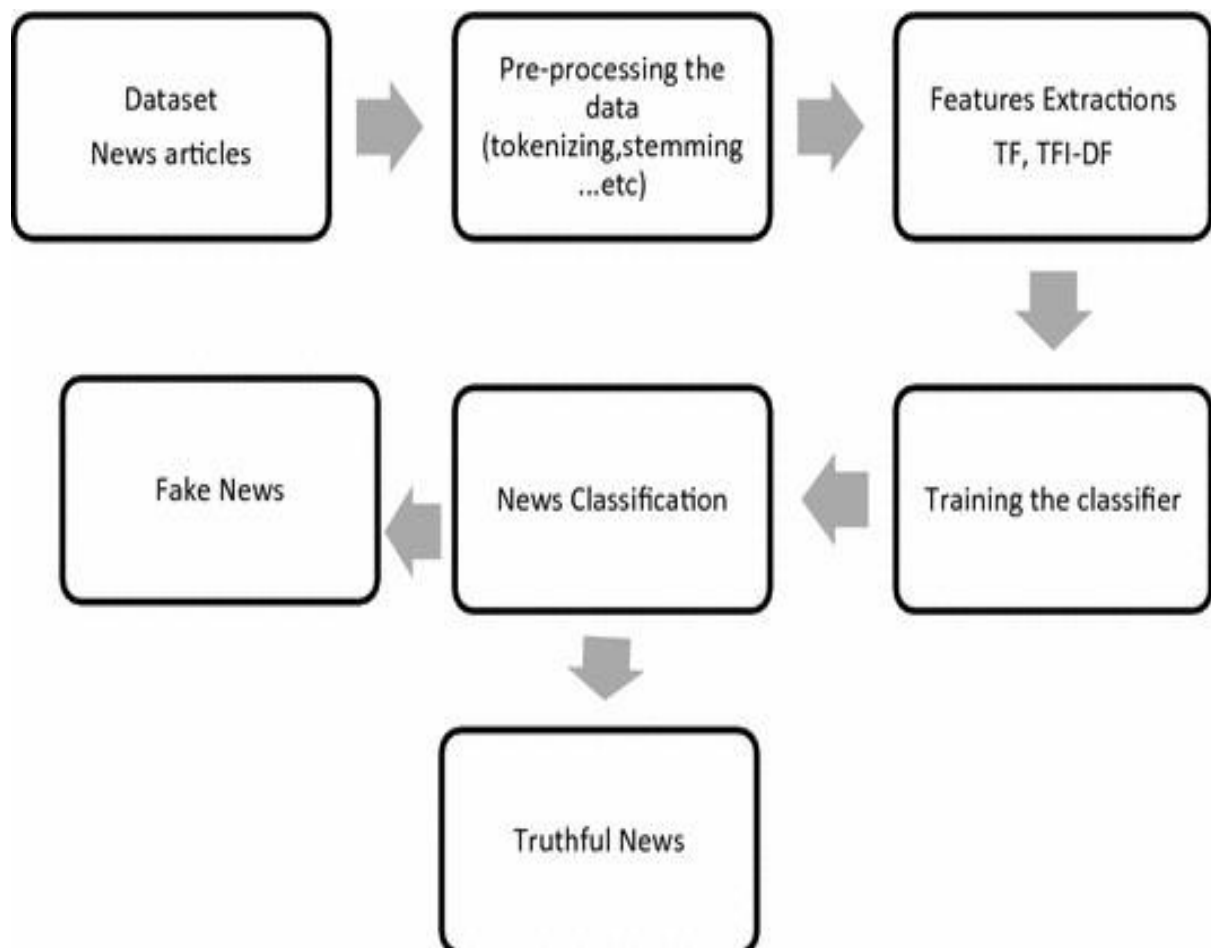 Dataset
News articles
Pre-processing the
data
(tokenizing,stemming
...etc)
Features Extractions
TF, TFI-DF
Training the classifier
News Classification
Fake News
Truthful News